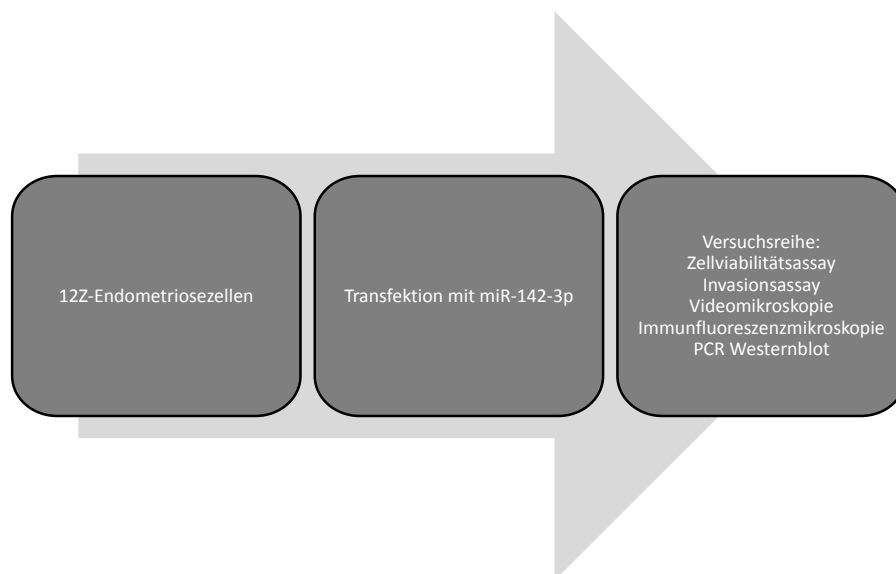 12Z-Endometriosezellen
Transfektion mit miR-142-3p
Versuchsreihe:
Zellviabilitätsassay
Invasionsassay
Videomikroskopie
Immunfluoreszenzmikroskopie
PCR Westernblot